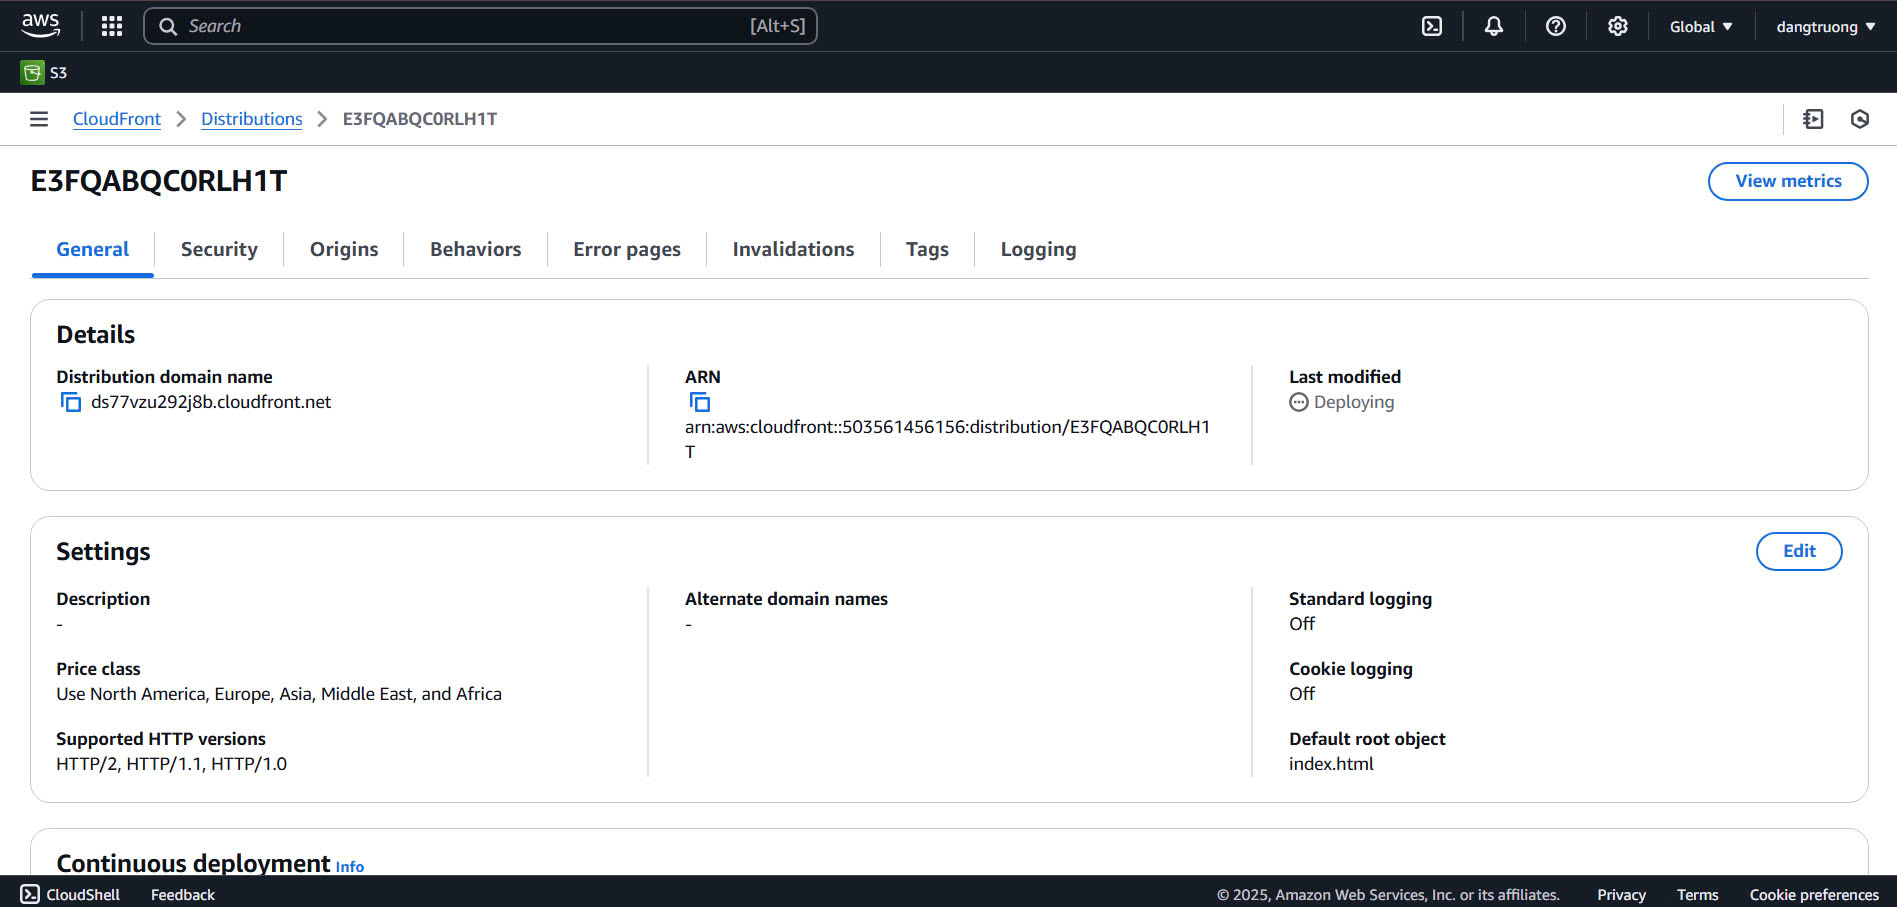 aws Search [Alt+S] Global dangtruong
S3
CloudFront Distributions E3FQABQC0RLH1T
E3FQABQC0RLH1T View metrics
General Security Origins Behaviors Error pages Invalidations Tags Logging
Details
Distribution domain name
ds77vzu292j8b.cloudfront.net
ARN
arn:aws:cloudfront::503561456156:distribution/E3FQABQC0RLH1
T
Last modified
Deploying
Settings Edit
Description
-
Price class
Use North America, Europe, Asia, Middle East, and Africa
Supported HTTP versions
HTTP/2, HTTP/1.1, HTTP/1.0
Alternate domain names
-
Standard logging
Off
Cookie logging
Off
Default root object
index.html
Continuous deployment Info
CloudShell Feedback © 2025, Amazon Web Services, Inc. or its affiliates. Privacy Terms Cookie preferences